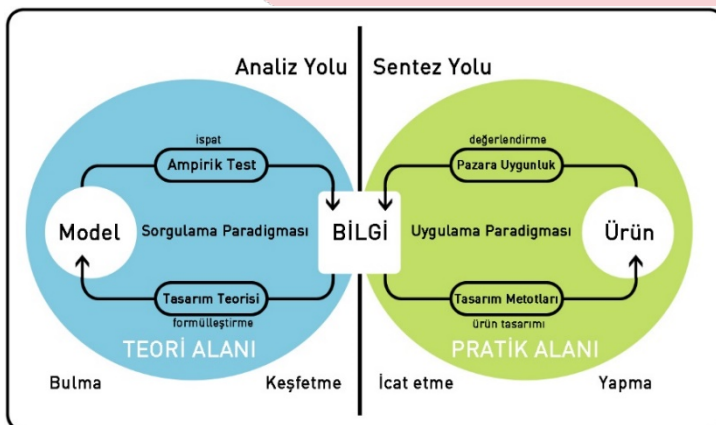 Analiz Yolu
Sentez Yolu
ispat
Ampirik Test
değerlendirme
Pazara Uygunluk
Model
Sorgulama Paradigması
BİLGİ
Uygulama Paradigması
Ürün
Tasarım Teorisi
formülleştirme
Tasarım Metotları
ürün tasarımı
TEORİ ALANI
PRATİK ALANI
Bulma
Keşfetme
İcat etme
Yapma